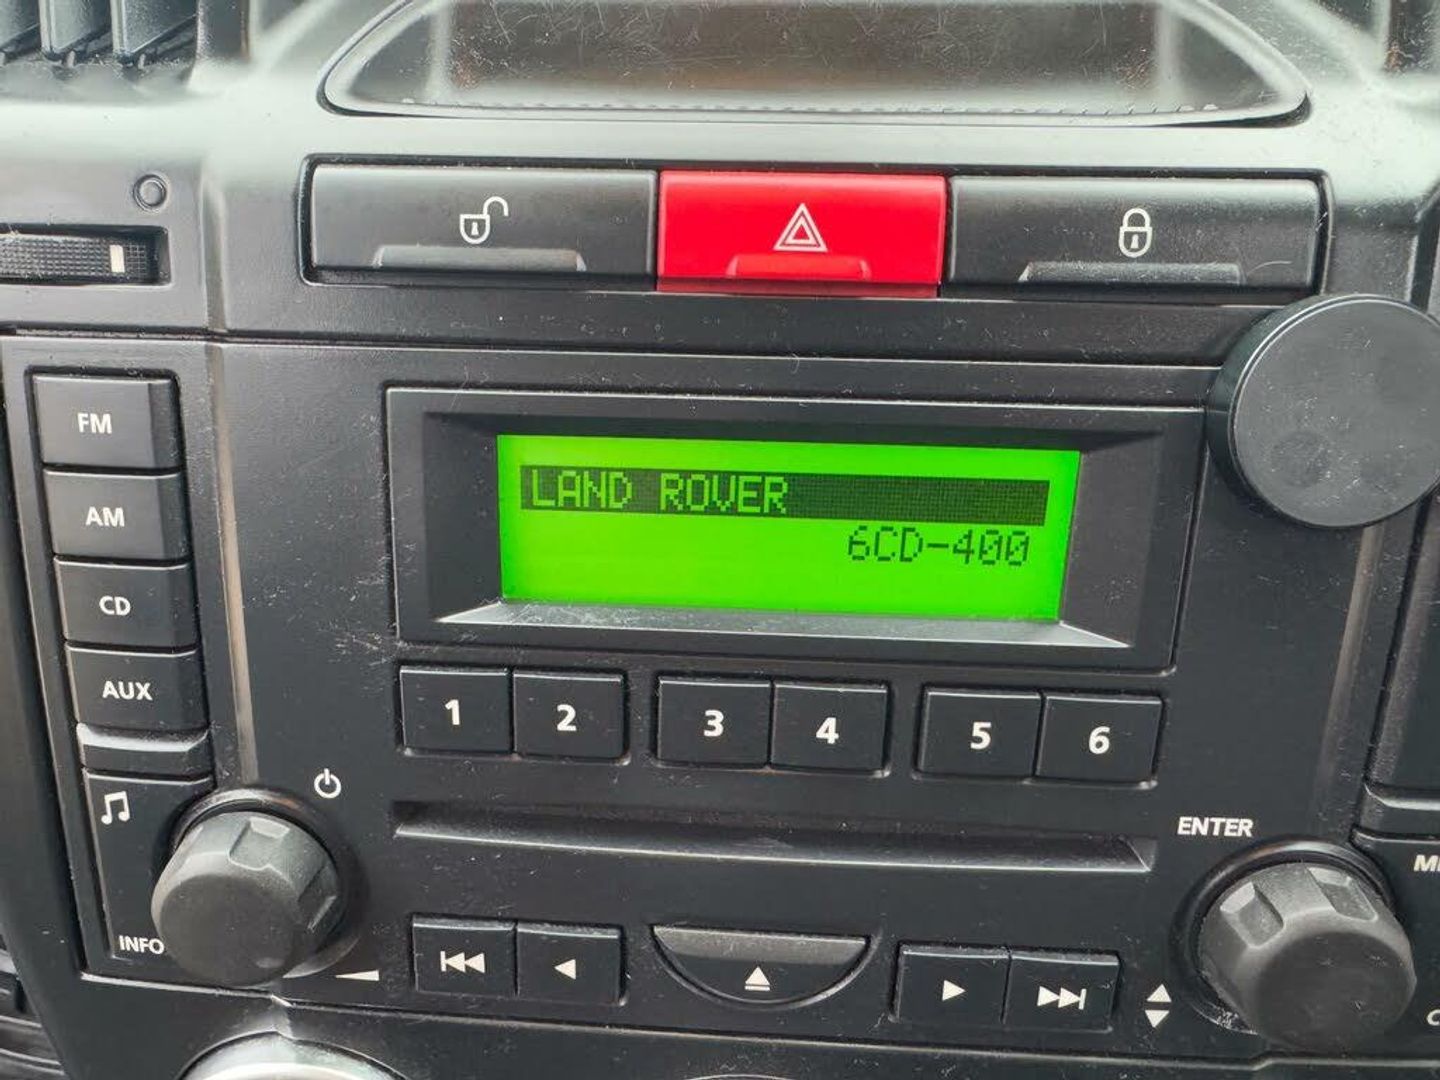 FM
AM
CD
AUX
INFO
LAND ROVER
6CD-400
1 2 3 4 5 6
ENTER